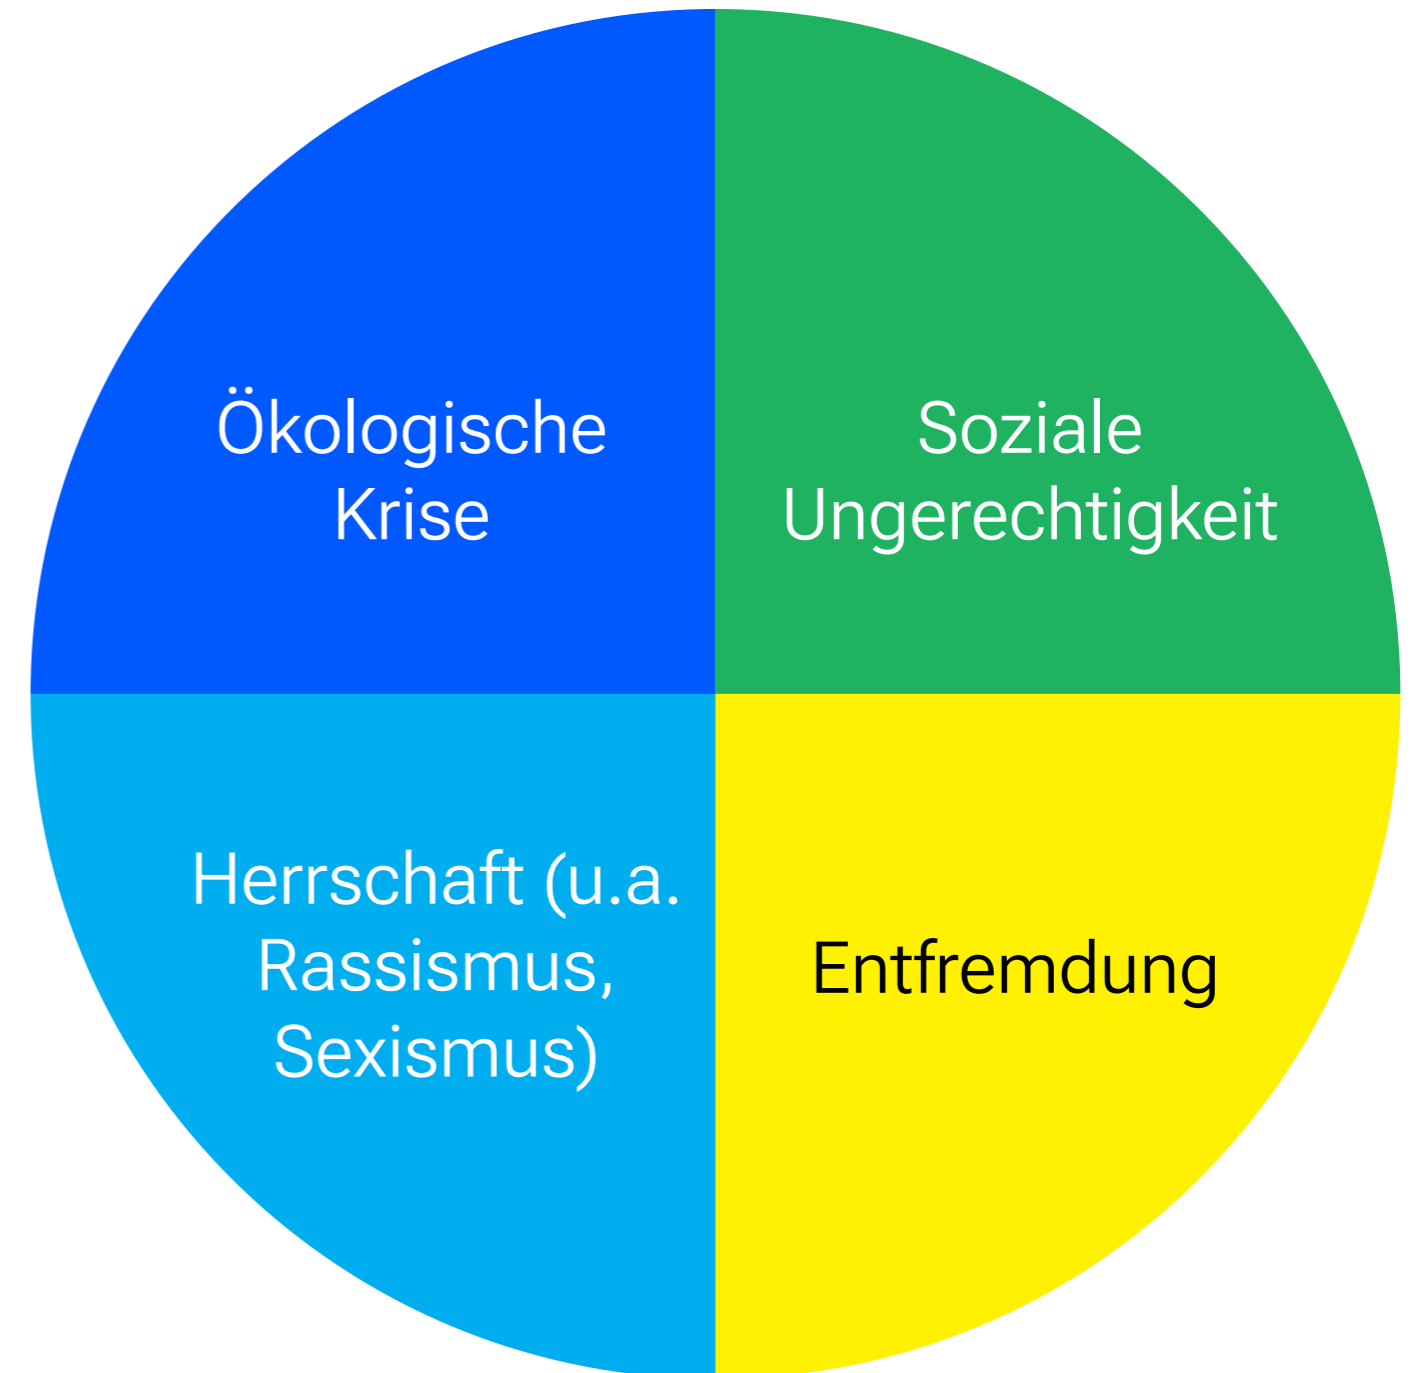 Ökologische
Krise
Soziale
Ungerechtigkeit
Herrschaft (u.a.
Rassismus,
Sexismus)
Entfremdung